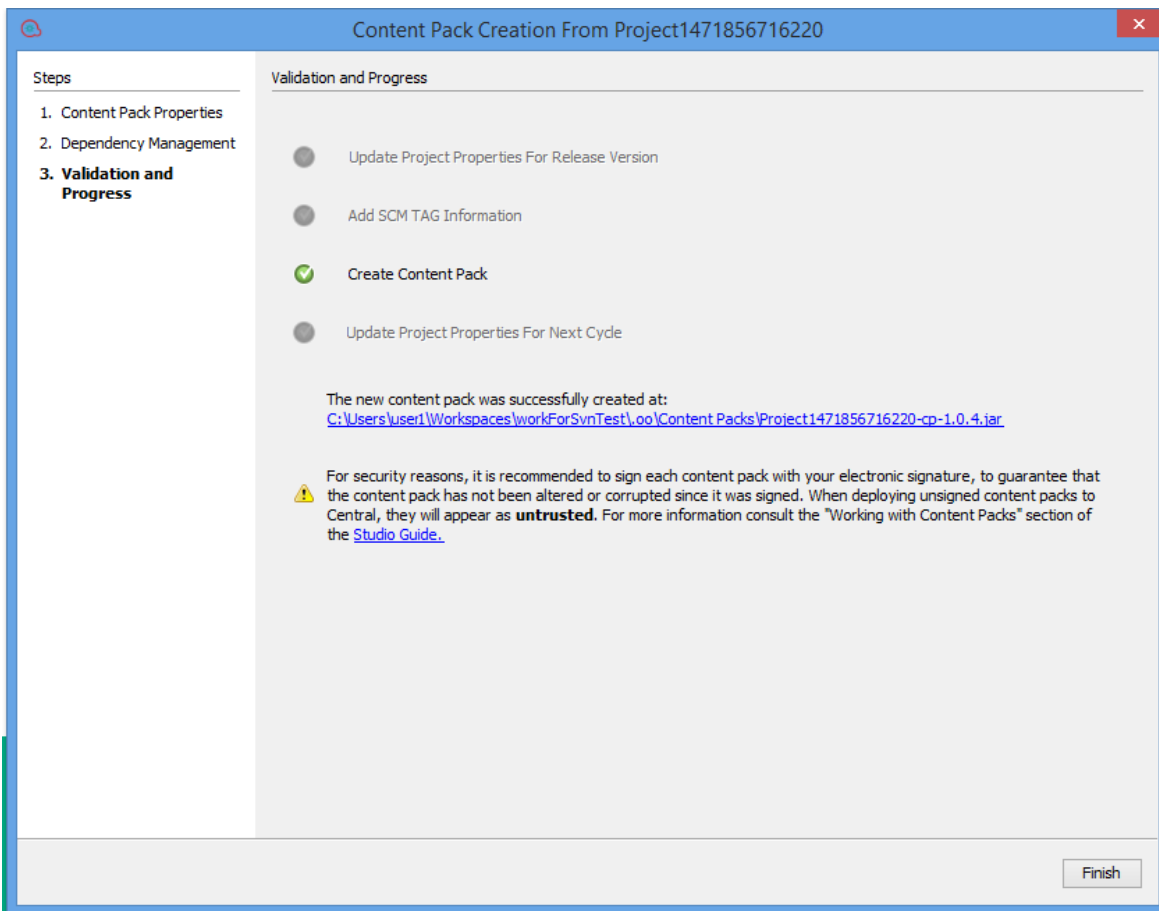 Content Pack Creation From Project1471856716220
Steps
1. Content Pack Properties
2. Dependency Management
3. Validation and
Progress
Validation and Progress
Update Project Properties For Release Version
Add SCM TAG Information
Create Content Pack
Update Project Properties For Next Cycle
The new content pack was successfully created at:
C:\Users\user1\Workspaces\workForSvnTest\.oo\Content Packs\Project1471856716220-cp-1.0.4.jar
For security reasons, it is recommended to sign each content pack with your electronic signature, to guarantee that
the content pack has not been altered or corrupted since it was signed. When deploying unsigned content packs to
Central, they will appear as untrusted. For more information consult the "Working with Content Packs" section of
the Studio Guide.
Finish